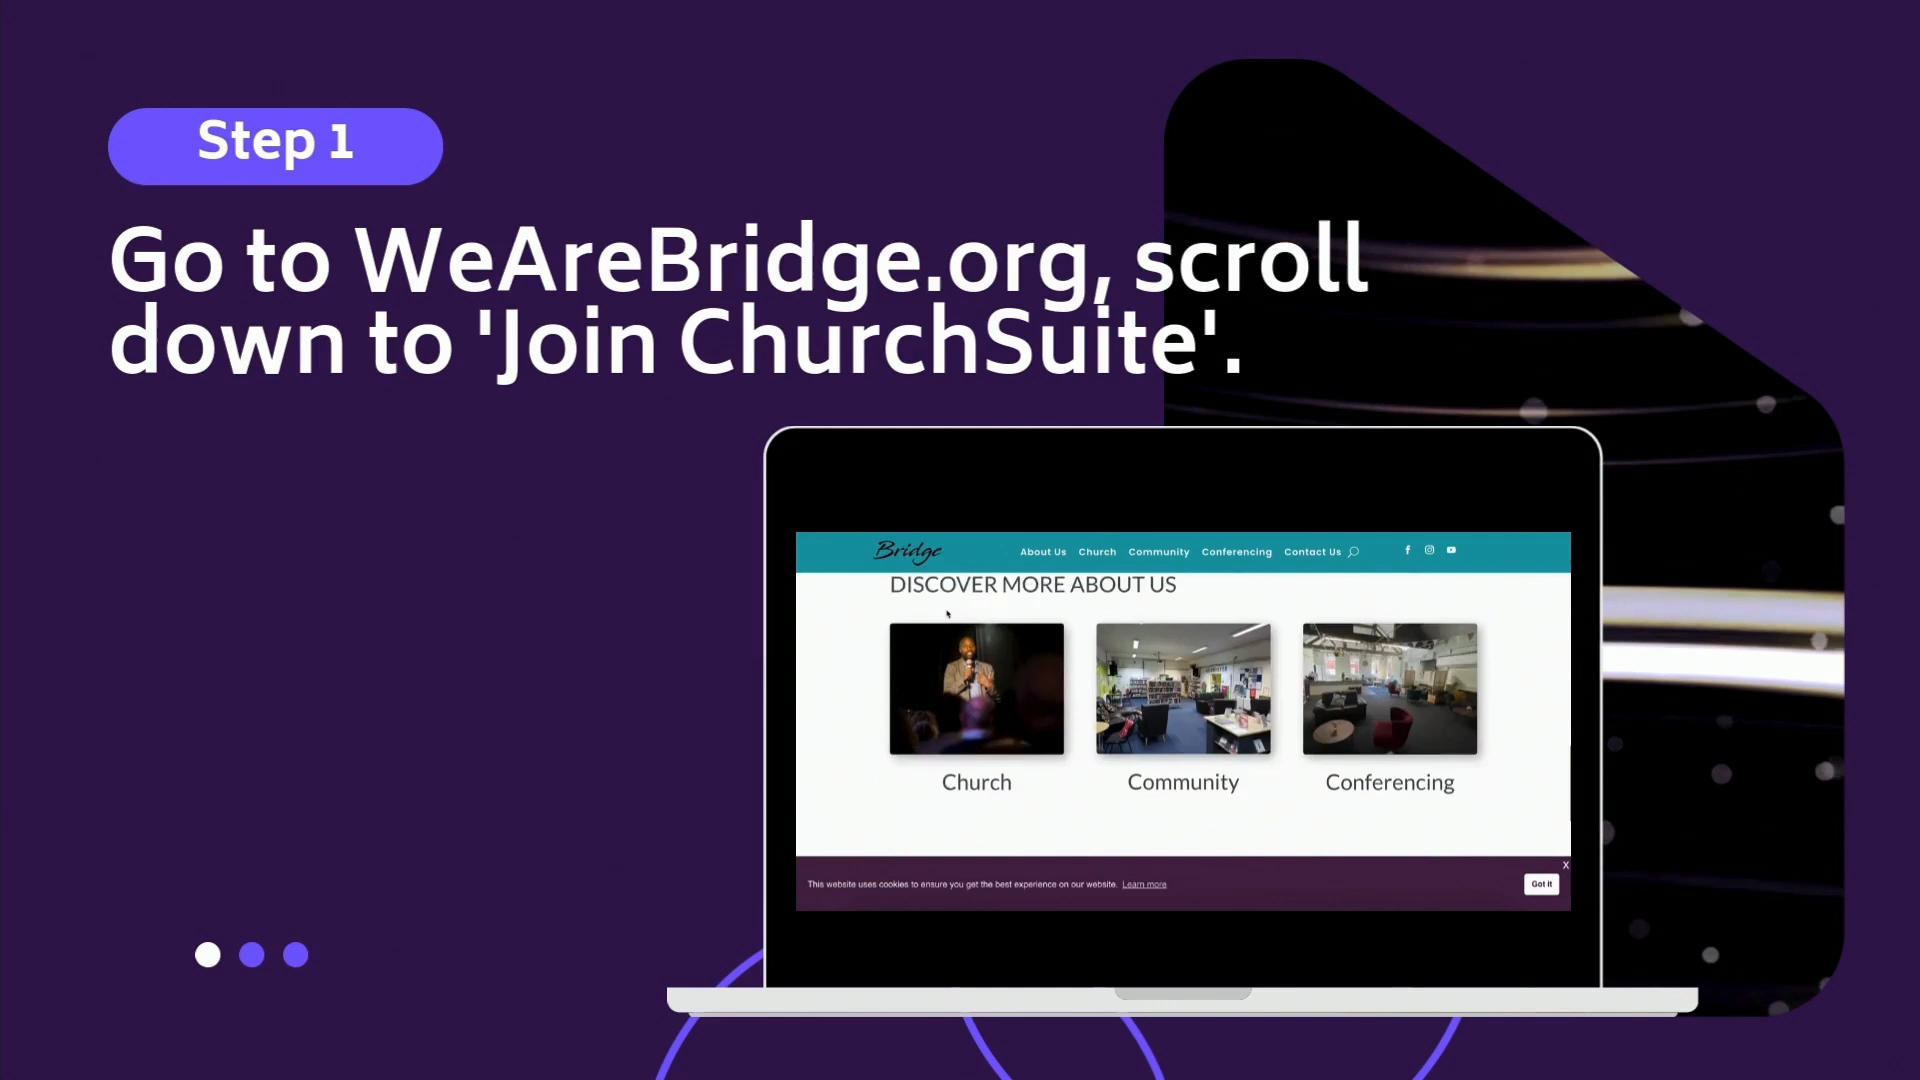 Step 1
Go to WeAreBridge.org, scroll
down to 'Join ChurchSuite'.
Bridge
About Us Church Community Conferencing Contact Us
DISCOVER MORE ABOUT US
Church Community Conferencing
X
This website uses cookies to ensure you get the best experience on our website. Learn more
Got it